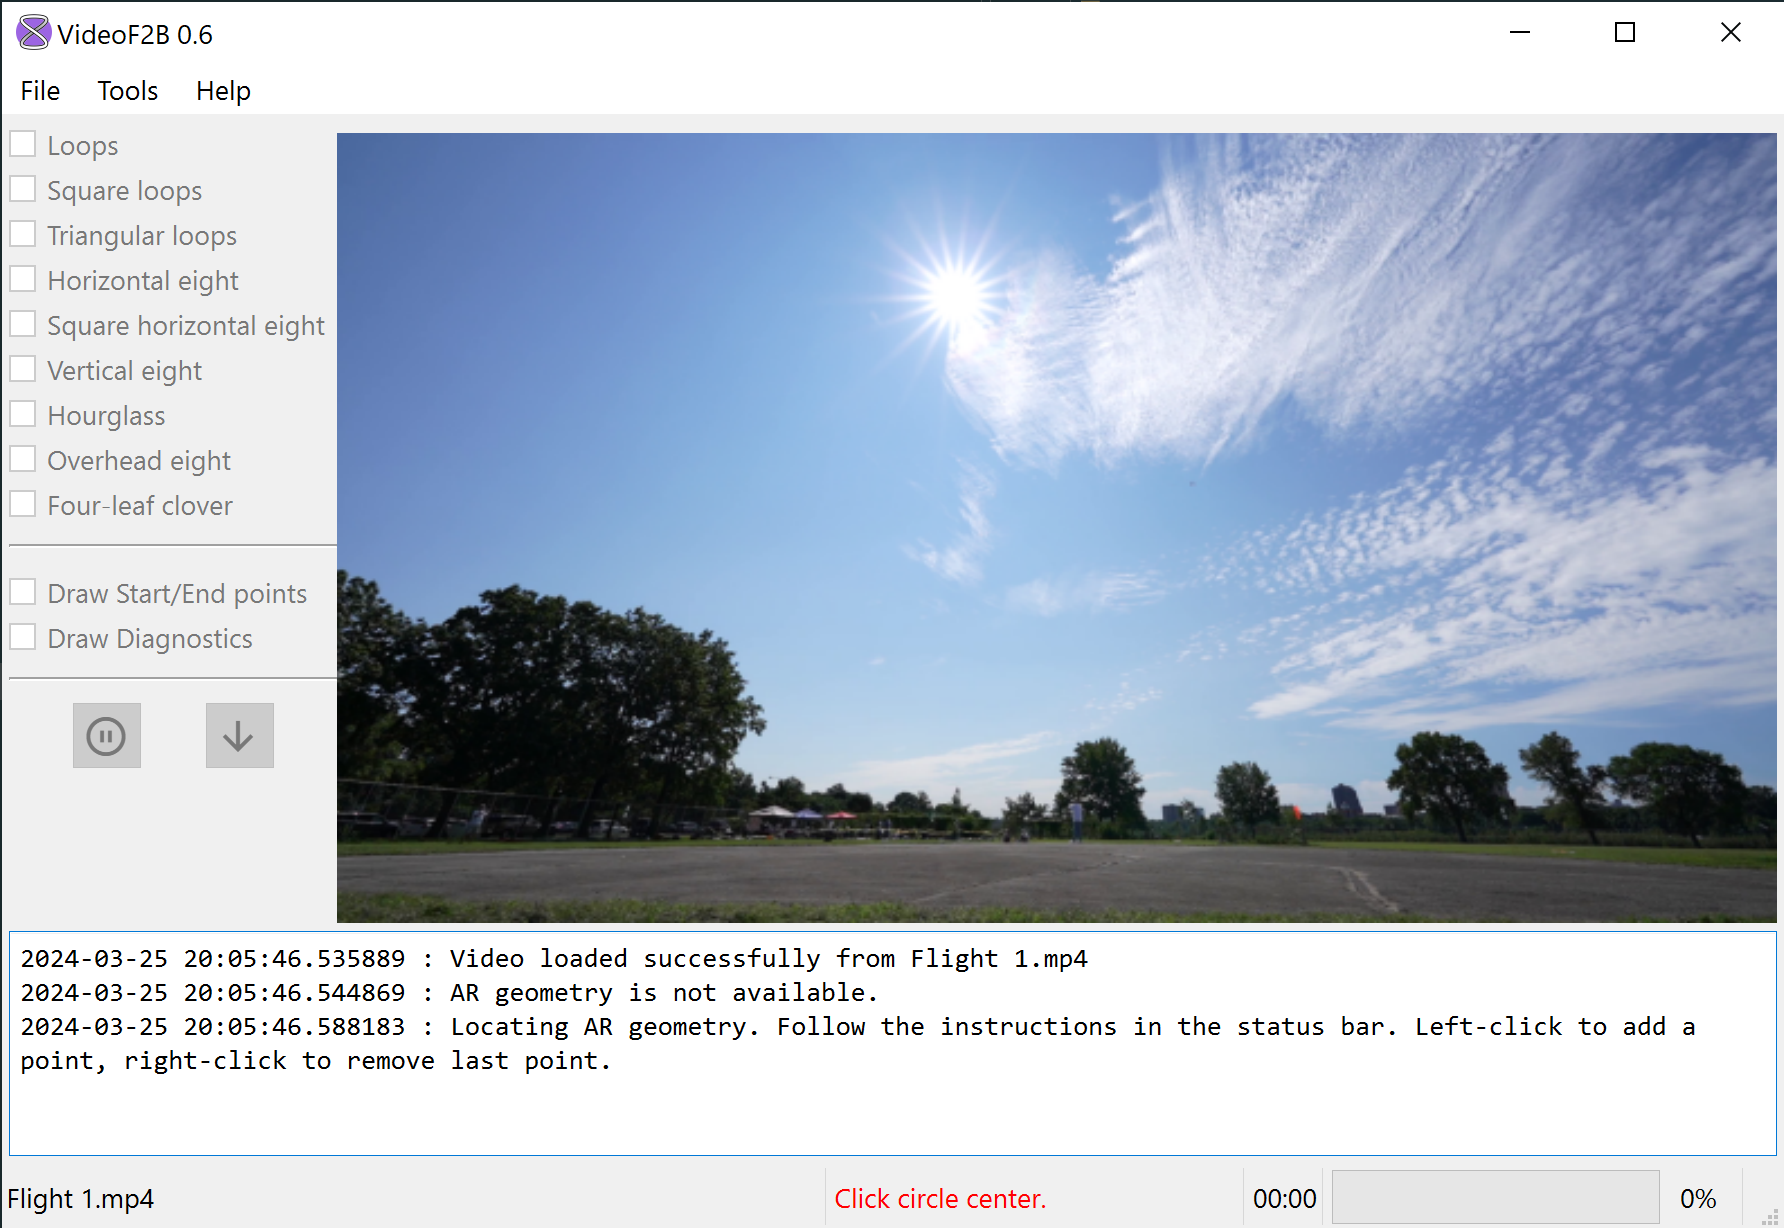 VideoF2B 0.6
File Tools Help
Loops
Square loops
Triangular loops
Horizontal eight
Square horizontal eight
Vertical eight
Hourglass
Overhead eight
Four-leaf clover
Draw Start/End points
Draw Diagnostics
2024-03-25 20:05:46.535889 : Video loaded successfully from Flight 1.mp4
2024-03-25 20:05:46.544869 : AR geometry is not available.
2024-03-25 20:05:46.588183 : Locating AR geometry. Follow the instructions in the status bar. Left-click to add a
point, right-click to remove last point.
Flight 1.mp4 Click circle center. 00:00 0%